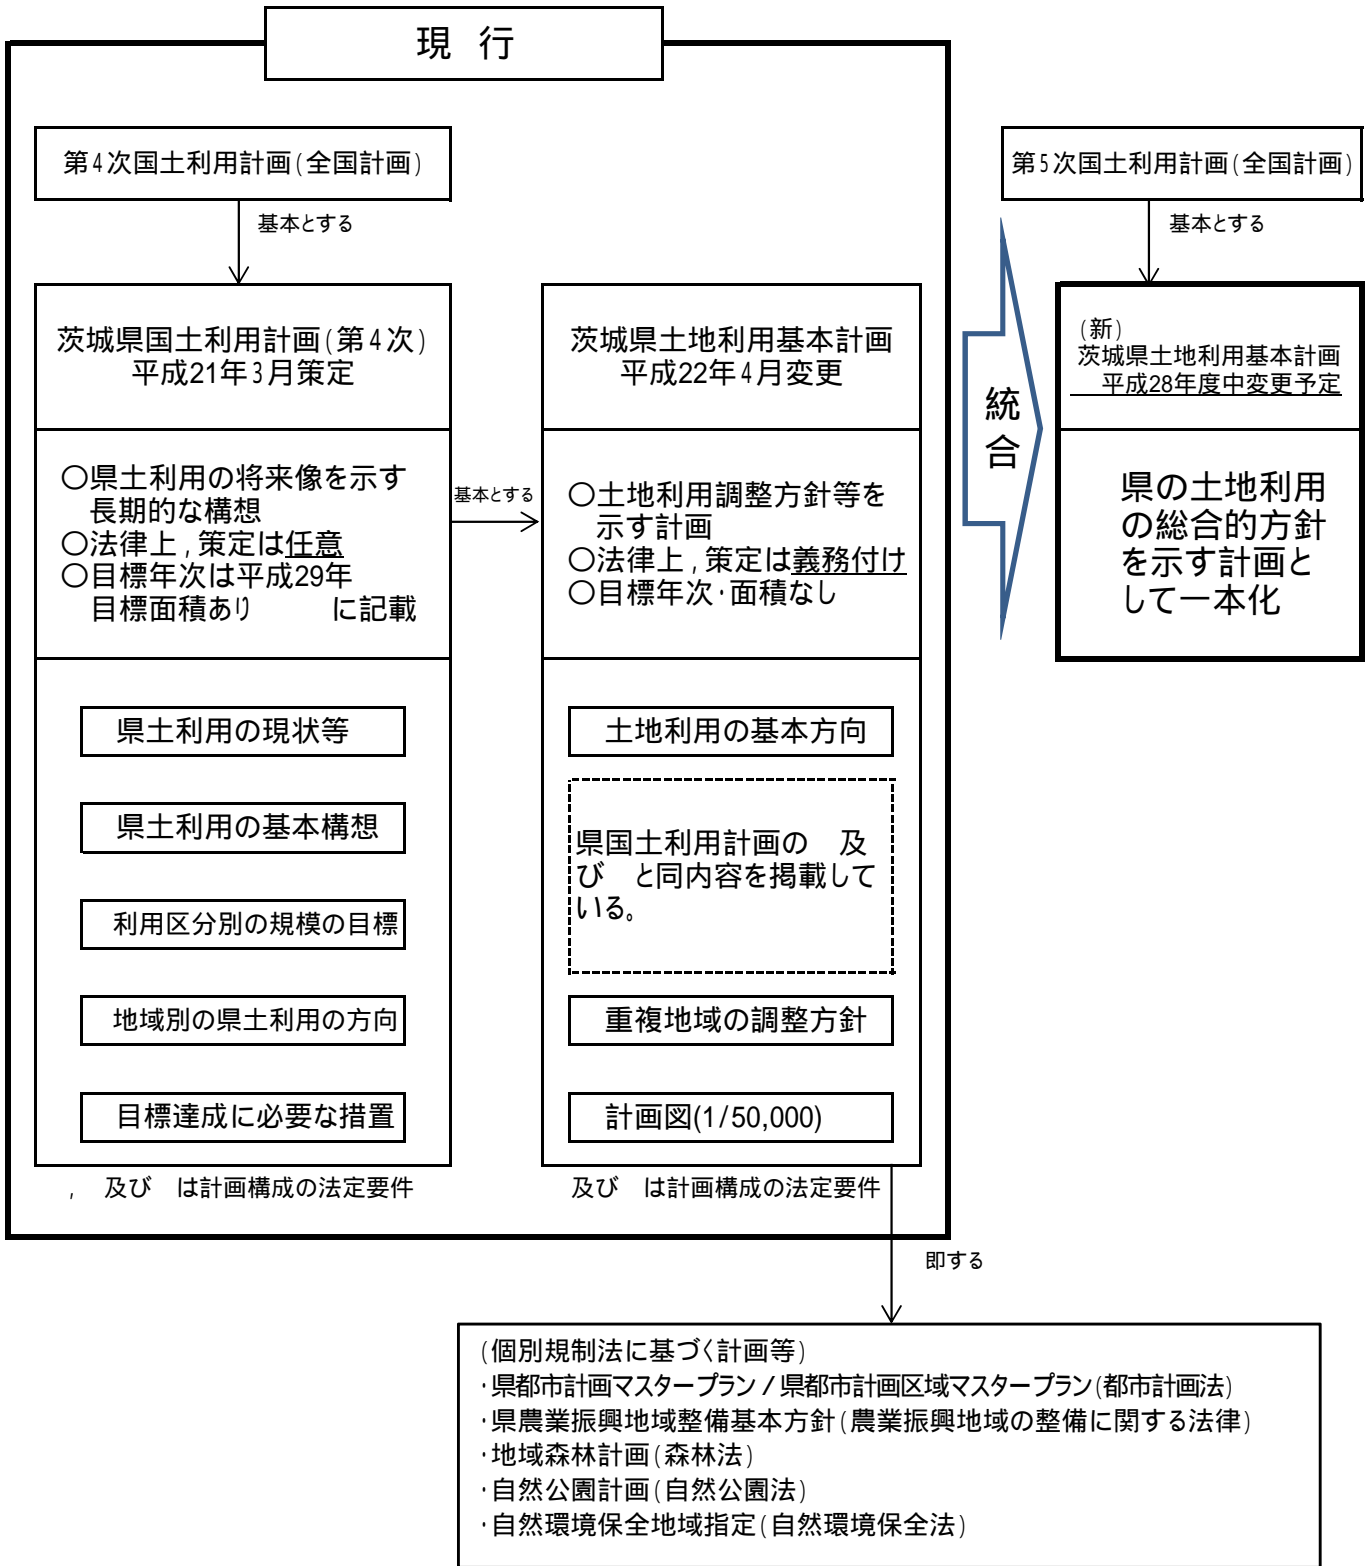 現 行
第4次国土利用計画(全国計画)
基本とする
茨城県国土利用計画(第4次)
平成21年3月策定
○県土利用の将来像を示す
長期的な構想
○法律上,策定は任意
○目標年次は平成29年
目標面積あり　　に記載
県土利用の現状等
県土利用の基本構想
利用区分別の規模の目標
地域別の県土利用の方向
目標達成に必要な措置
,　及び　は計画構成の法定要件
基本とする
茨城県土地利用基本計画
平成22年4月変更
○土地利用調整方針等を
示す計画
○法律上,策定は義務付け
○目標年次・面積なし
土地利用の基本方向
県国土利用計画の　及
び　と同内容を掲載して
いる。
重複地域の調整方針
計画図(1/50,000)
及び　は計画構成の法定要件
統
合
第5次国土利用計画(全国計画)
基本とする
(新)
茨城県土地利用基本計画
平成28年度中変更予定
県の土地利用
の総合的方針
を示す計画と
して一本化
即する
(個別規制法に基づく計画等)
・県都市計画マスタープラン/県都市計画区域マスタープラン(都市計画法)
・県農業振興地域整備基本方針(農業振興地域の整備に関する法律)
・地域森林計画(森林法)
・自然公園計画(自然公園法)
・自然環境保全地域指定(自然環境保全法)